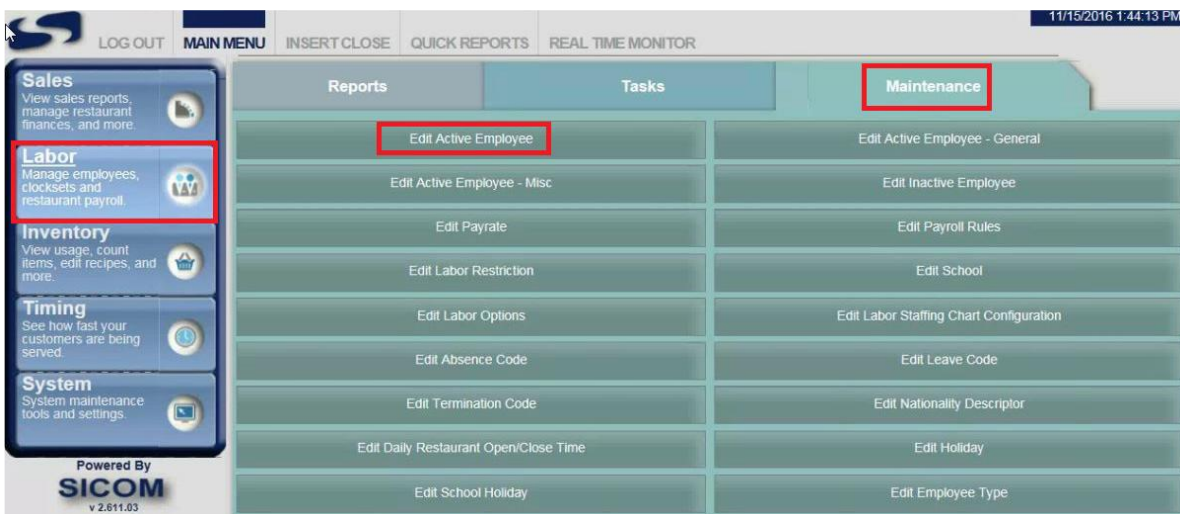 11/15/2016 1:44:13 PM
LOG OUT MAIN MENU INSERT CLOSE QUICK REPORTS REAL TIME MONITOR
Sales
View sales reports,
manage restaurant
finances, and more.
Labor
Manage employees,
clocksets and
restaurant payroll.
Inventory
View usage, count
items, edit recipes, and
more.
Timing
See how fast your
customers are being
served.
System
System maintenance
tools and settings.
Powered By
SICOM
v 2.611.03
Reports Tasks Maintenance
Edit Active Employee Edit Active Employee - General
Edit Active Employee - Misc Edit Inactive Employee
Edit Payrate Edit Payroll Rules
Edit Labor Restriction Edit School
Edit Labor Options Edit Labor Staffing Chart Configuration
Edit Absence Code Edit Leave Code
Edit Termination Code Edit Nationality Descriptor
Edit Daily Restaurant Open/Close Time Edit Holiday
Edit School Holiday Edit Employee Type